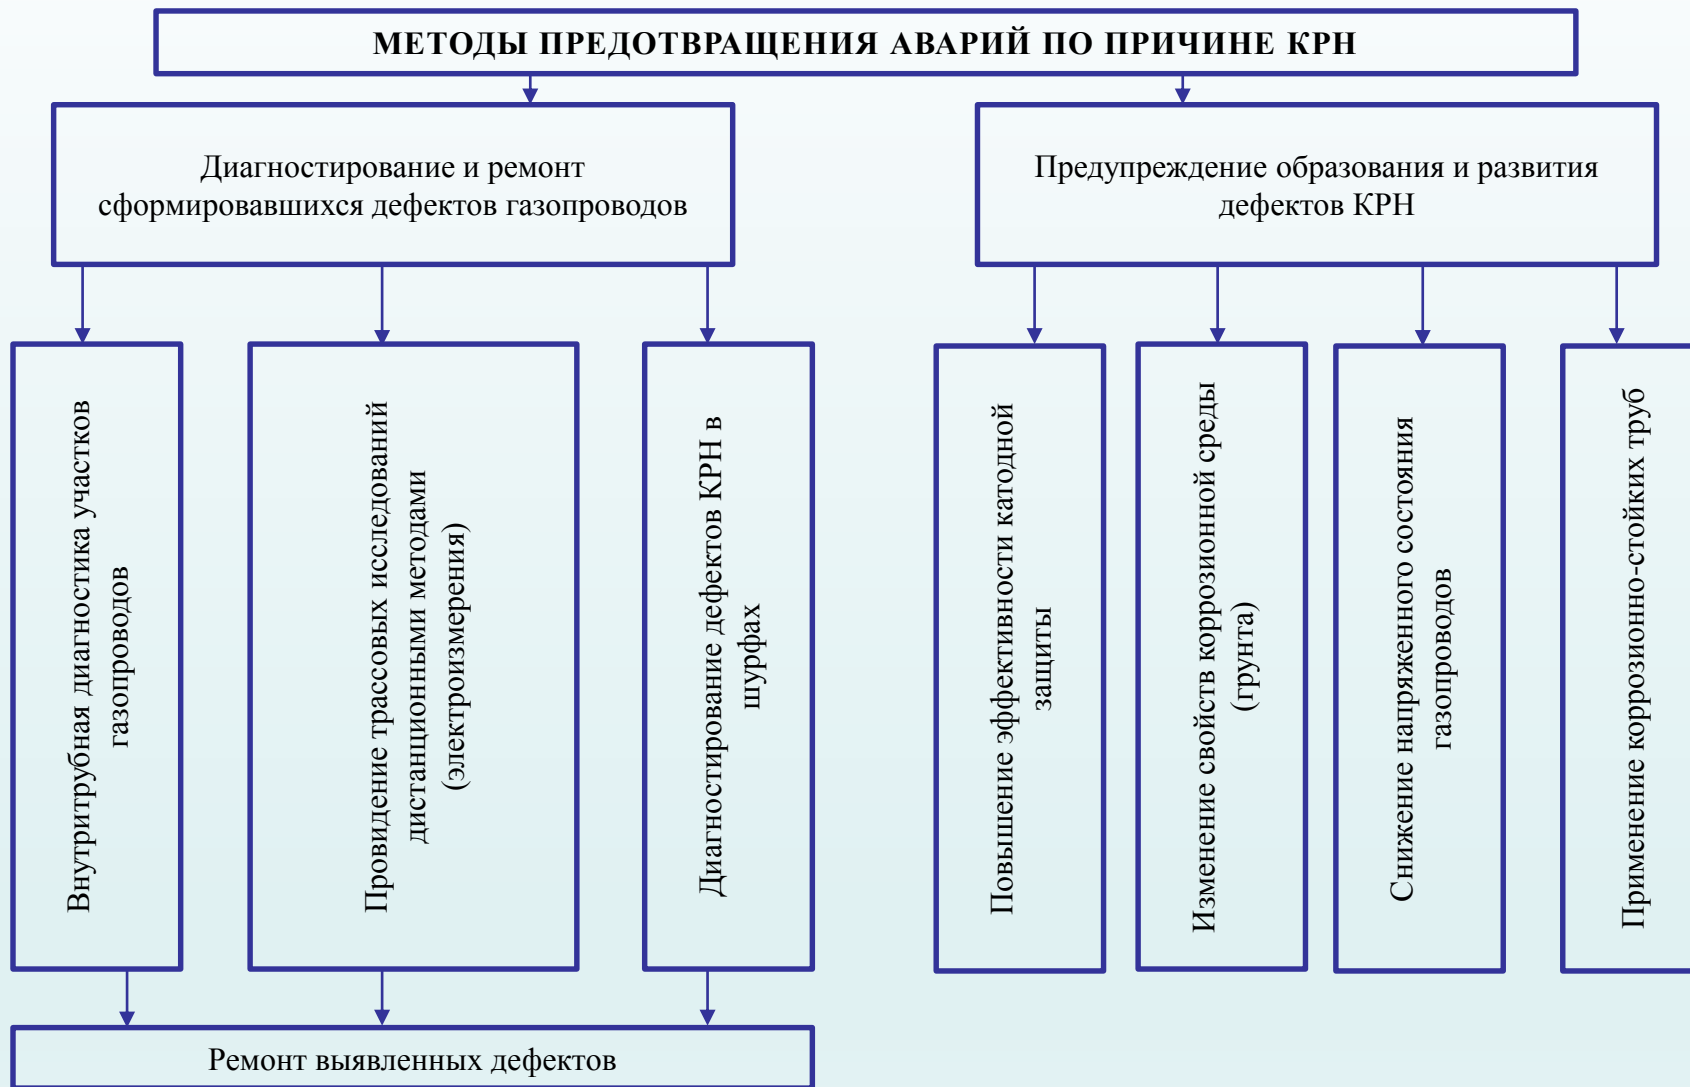 МЕТОДЫ ПРЕДОТВРАЩЕНИЯ АВАРИЙ ПО ПРИЧИНЕ КРН
Диагностирование и ремонт
сформировавшихся дефектов газопроводов
Предупреждение образования и развития
дефектов КРН
Внутритрубная диагностика участков
газопроводов
Провидение трассовых исследований
дистанционными методами
(электроизмерения)
Диагностирование дефектов КРН в
шурфах
Повышение эффективности катодной
защиты
Изменение свойств коррозионной среды
(грунта)
Снижение напряженного состояния
газопроводов
Применение коррозионно-стойких труб
Ремонт выявленных дефектов